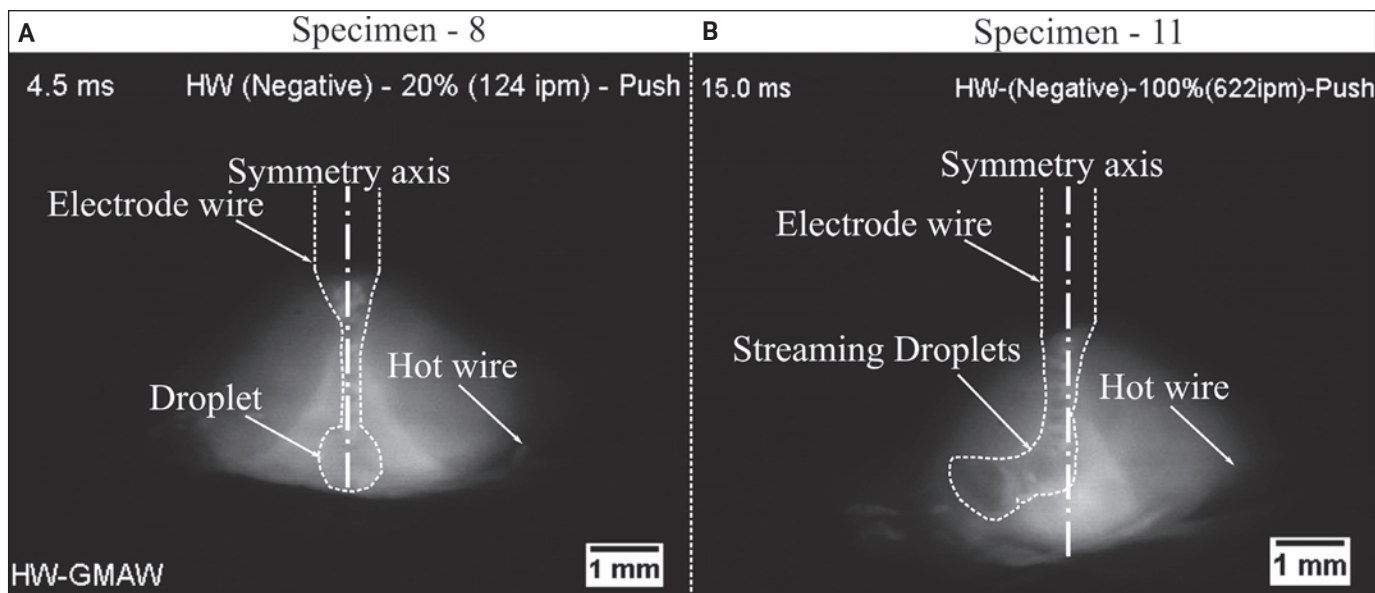 A
Specimen - 8
4.5 ms
HW (Negative) - 20% (124 ipm) - Push
Symmetry axis
Electrode wire
Hot wire
Droplet
1 mm
HW-GMAW
B
Specimen - 11
15.0 ms
HW-(Negative)-100%(622ipm)-Push
Symmetry axis
Electrode wire
Streaming Droplets
Hot wire
1 mm